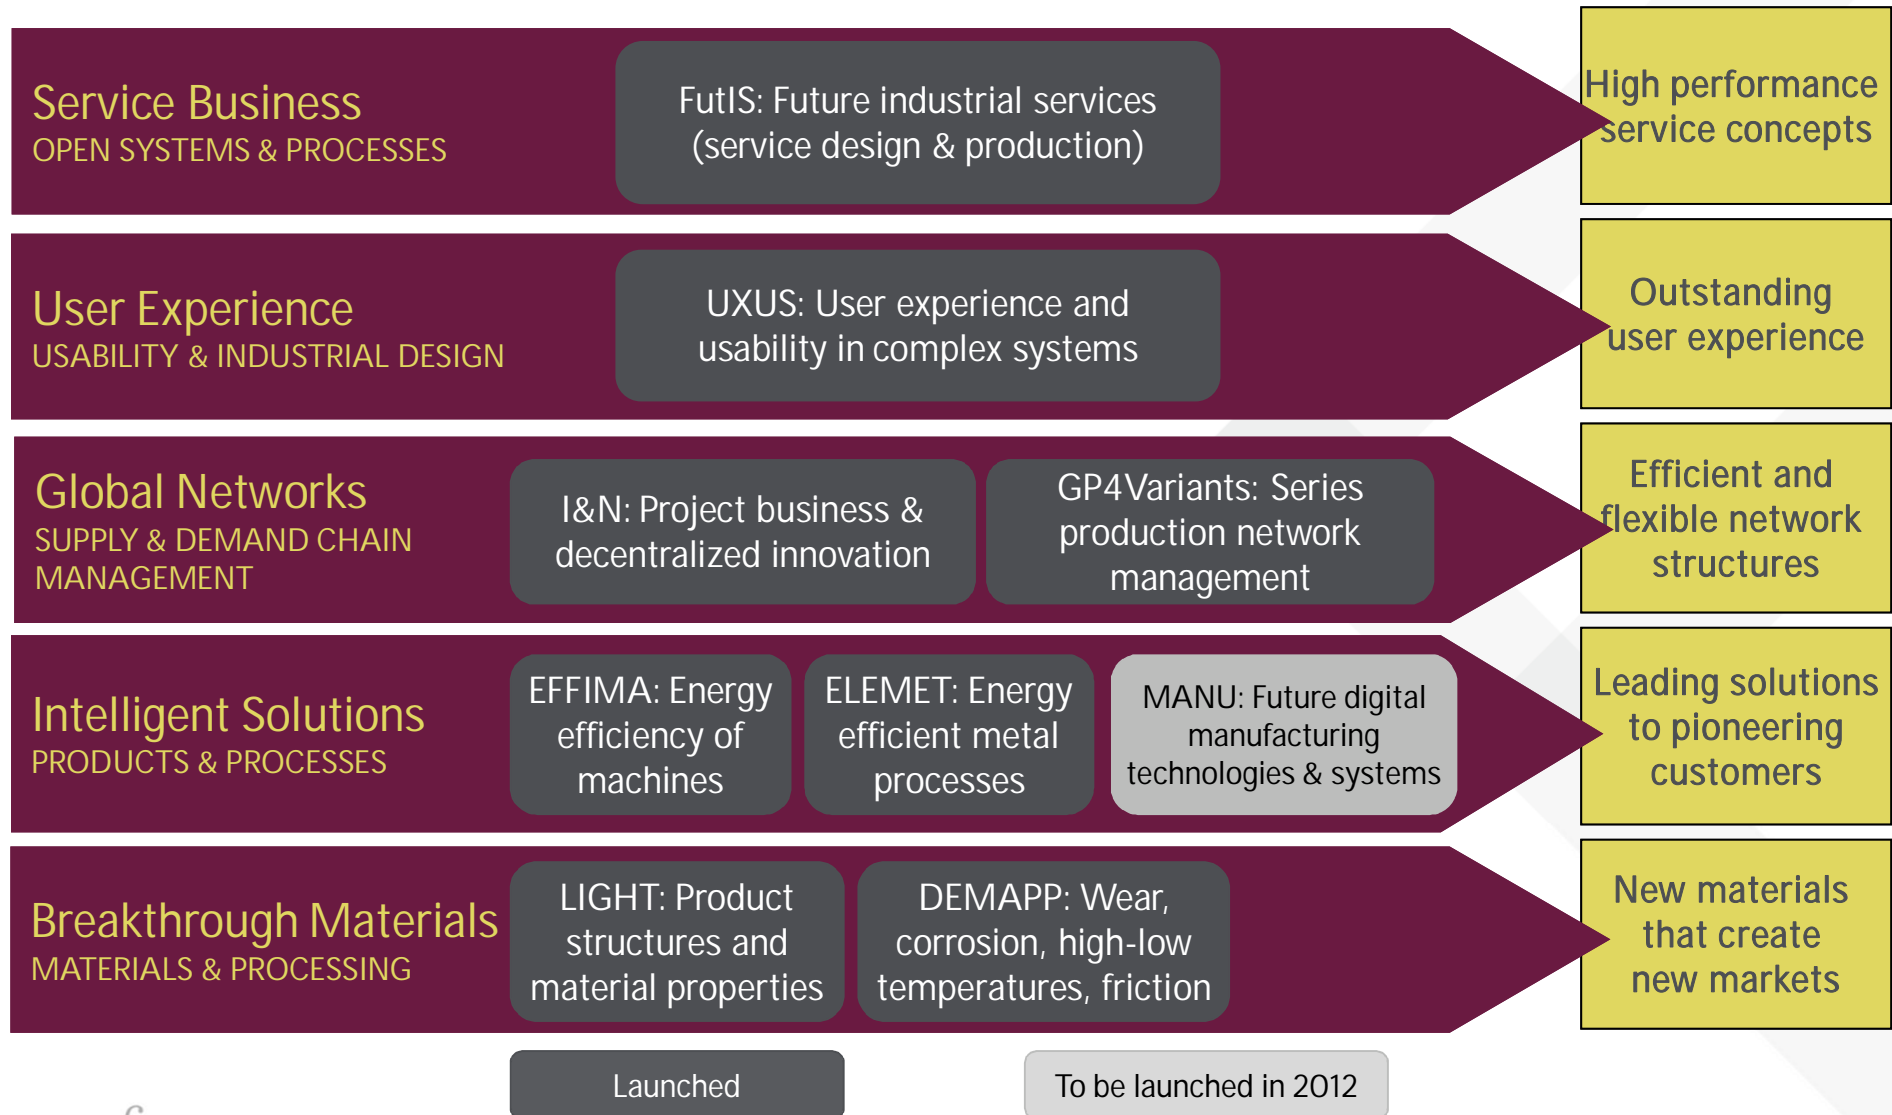 Service Business
OPEN SYSTEMS & PROCESSES
FutIS: Future industrial services
(service design & production)
High performance
service concepts
User Experience
USABILITY & INDUSTRIAL DESIGN
UXUS: User experience and
usability in complex systems
Outstanding
user experience
Global Networks
SUPPLY & DEMAND CHAIN
MANAGEMENT
I&N: Project business &
decentralized innovation
GP4Variants: Series
production network
management
Efficient and
flexible network
structures
Intelligent Solutions
PRODUCTS & PROCESSES
EFFIMA: Energy
efficiency of
machines
ELEMET: Energy
efficient metal
processes
MANU: Future digital
manufacturing
technologies & systems
Leading solutions
to pioneering
customers
Breakthrough Materials
MATERIALS & PROCESSING
LIGHT: Product
structures and
material properties
DEMAPP: Wear,
corrosion, high-low
temperatures, friction
New materials
that create
new markets
Launched
To be launched in 2012